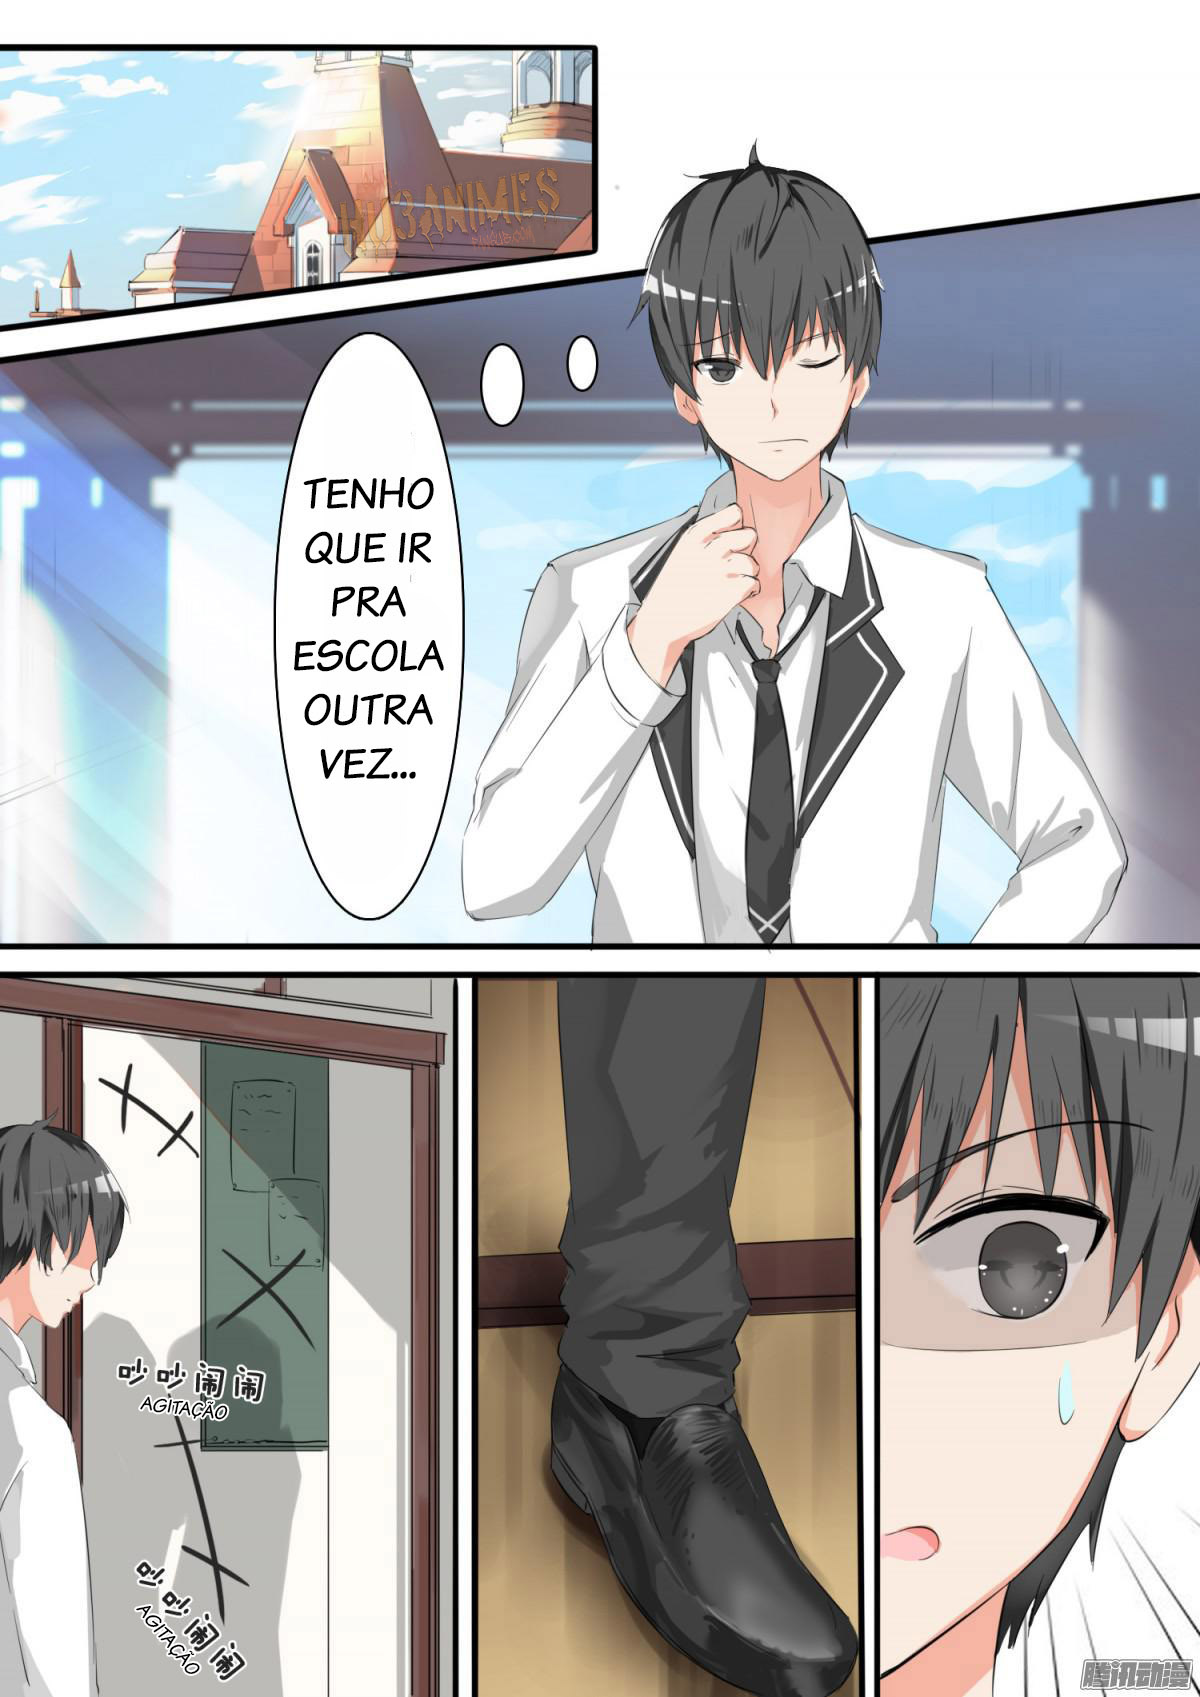 HU3ANIMES
TENHO
QUE IR
PRA
ESCOLA
OUTRA
VEZ...
吵吵闹闹
AGITAÇÃO
吵吵闹闹
AGITAÇÃO
腾讯动漫